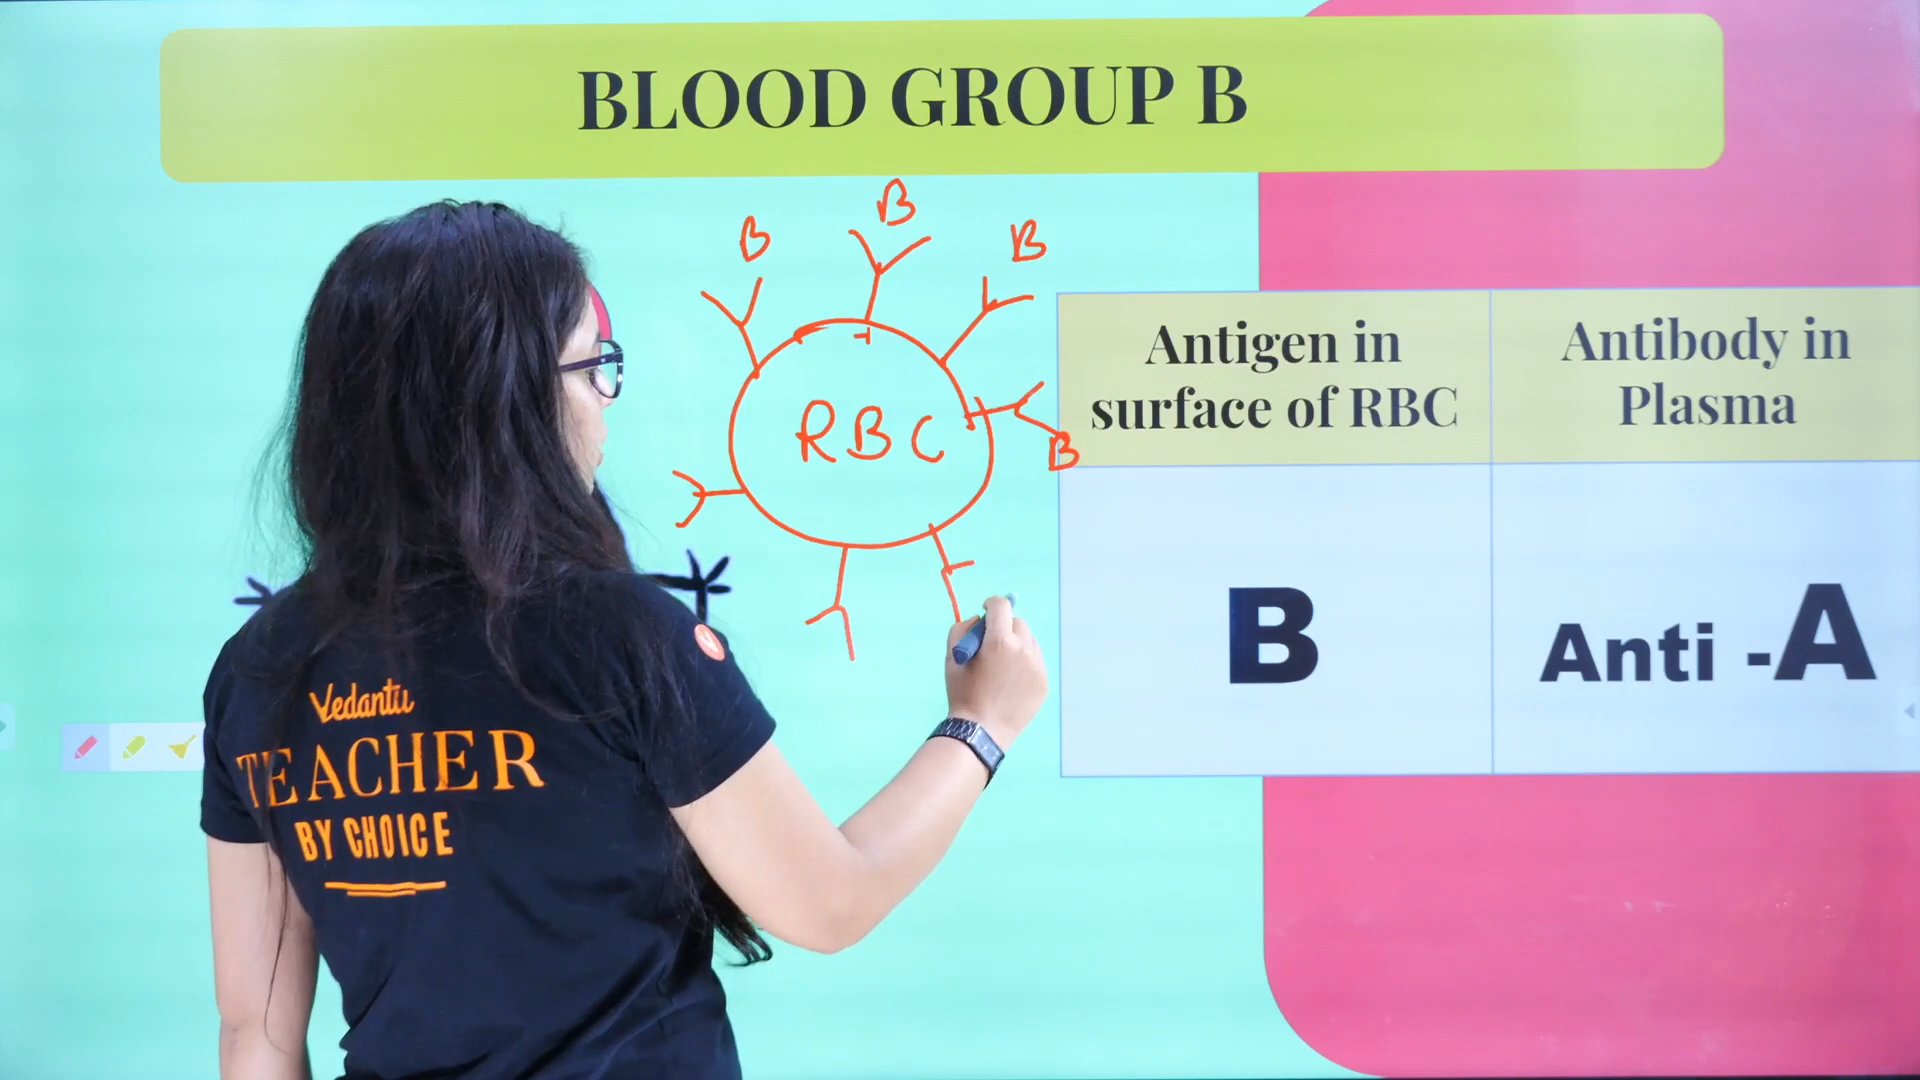 BLOOD GROUP B
B
B
B
B
RBC
Antigen in
surface of RBC
Antibody in
Plasma
B
Anti -A
Vedantu
TEACHER
BY CHOICE